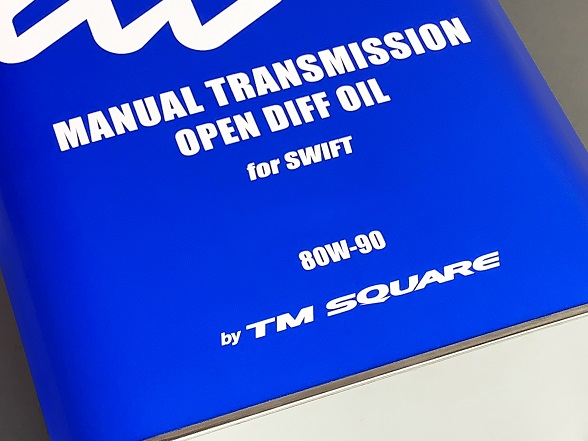 MANUAL TRANSMISSION
OPEN DIFF OIL
for SWIFT
80W-90
by TM SQUARE